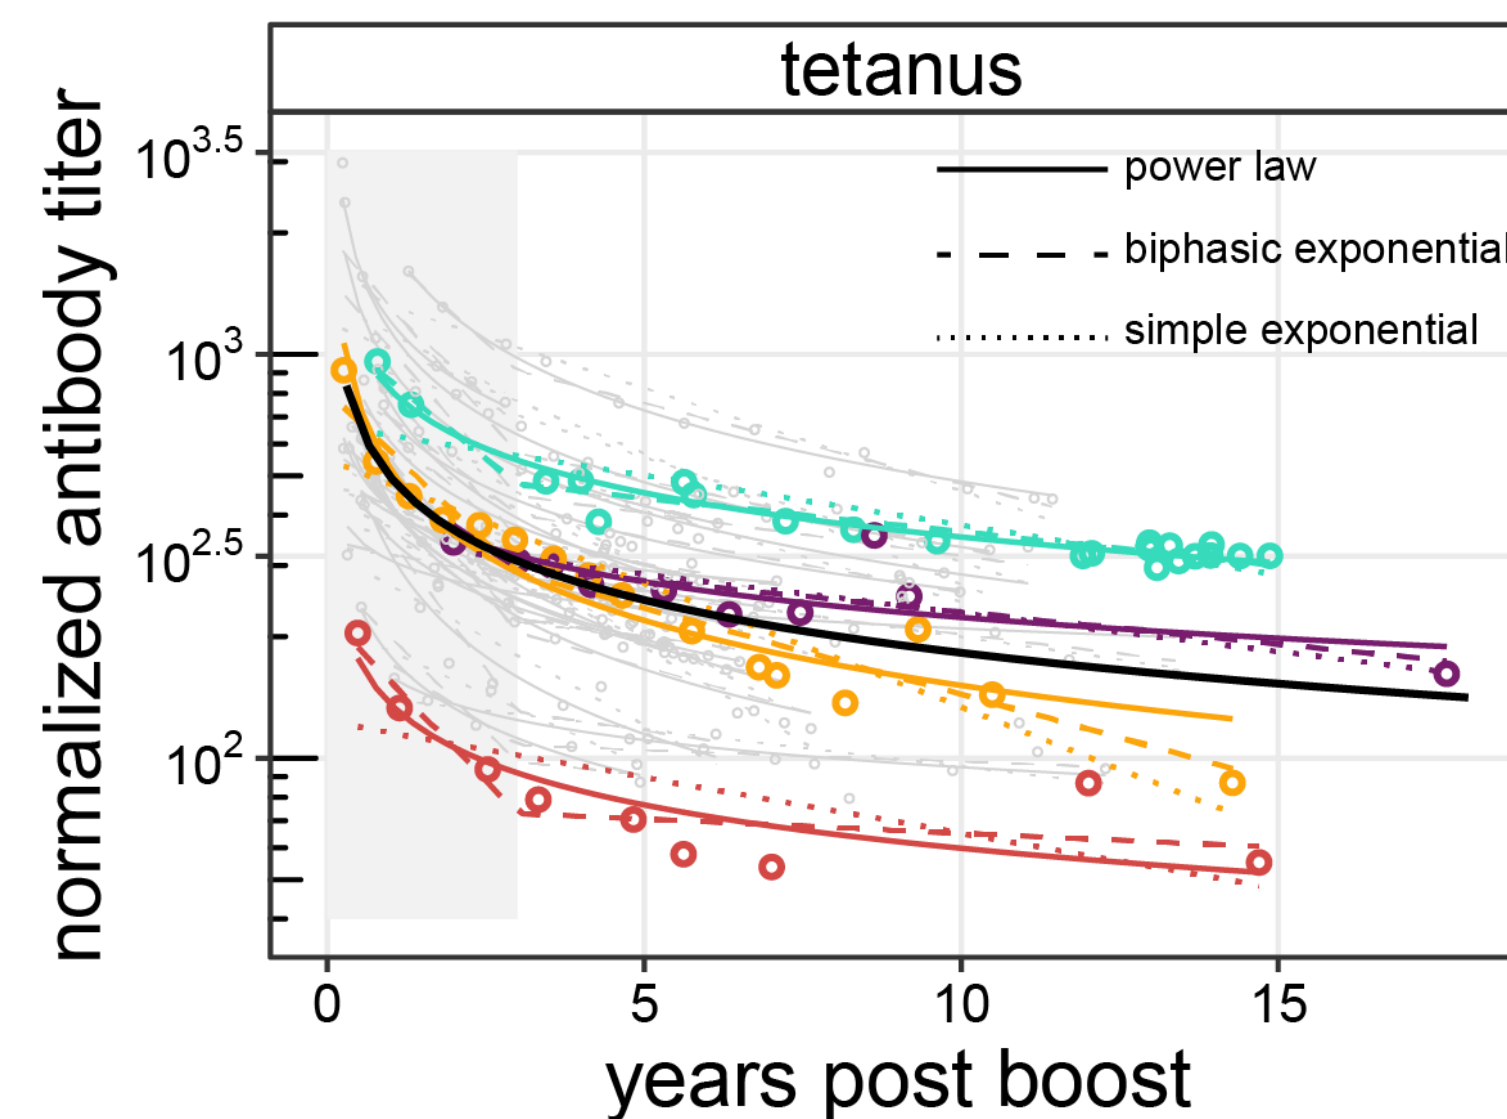 tetanus
normalized antibody titer
10^3.5
10^3
10^2.5
10^2
power law
biphasic exponential
simple exponential
0 5 10 15
years post boost